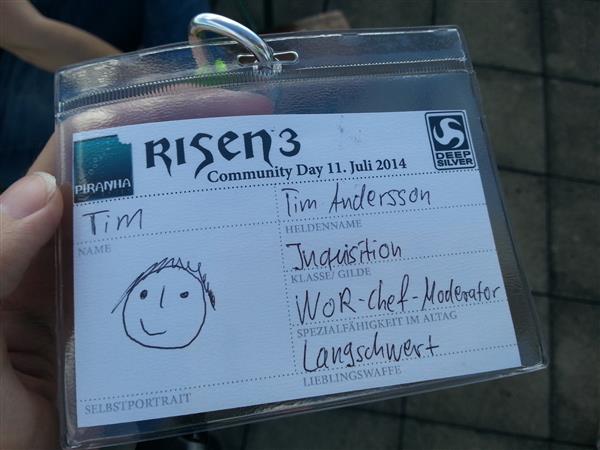 PIRANHA
RISEN 3
Community Day 11. Juli 2014
DEEP
SILVER
Tim
NAME
Tim Andersson
HELDENNAME
Inquisition
KLASSE/ GILDE
WoR-Chef-Moderator
SPEZIALFÄHIGKEIT IM ALTAG
Langschwert
LIEBLINGSWAFFE
SELBSTPORTRAIT